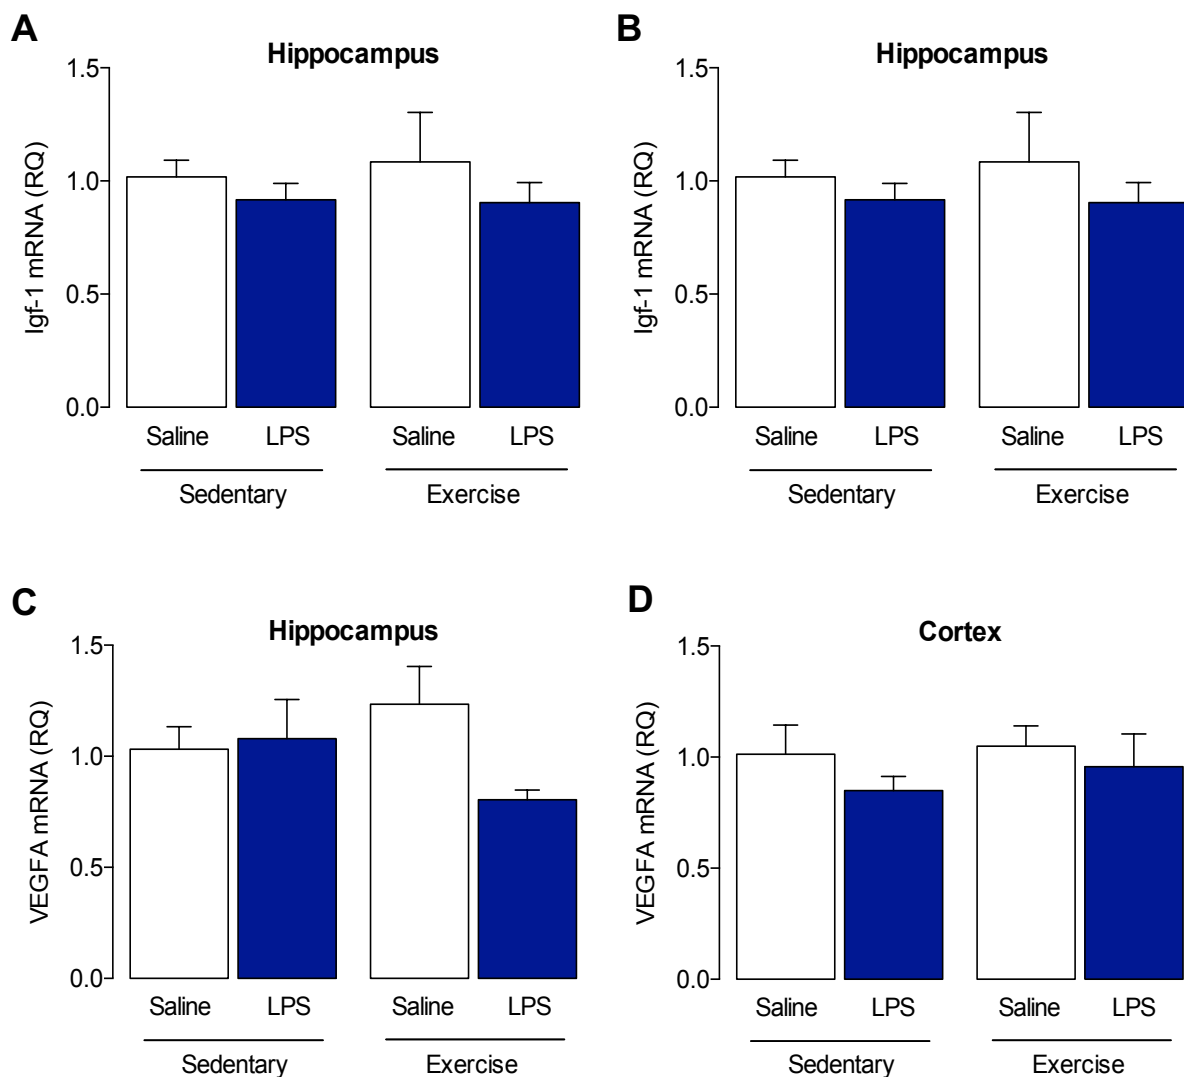 A
Hippocampus
1.5
1.0
0.5
0.0
Igf-1 mRNA (RQ)
Saline LPS Saline LPS
Sedentary Exercise
B
Hippocampus
1.5
1.0
0.5
0.0
Igf-1 mRNA (RQ)
Saline LPS Saline LPS
Sedentary Exercise
C
Hippocampus
1.5
1.0
0.5
0.0
VEGFA mRNA (RQ)
Saline LPS Saline LPS
Sedentary Exercise
D
Cortex
1.5
1.0
0.5
0.0
VEGFA mRNA (RQ)
Saline LPS Saline LPS
Sedentary Exercise